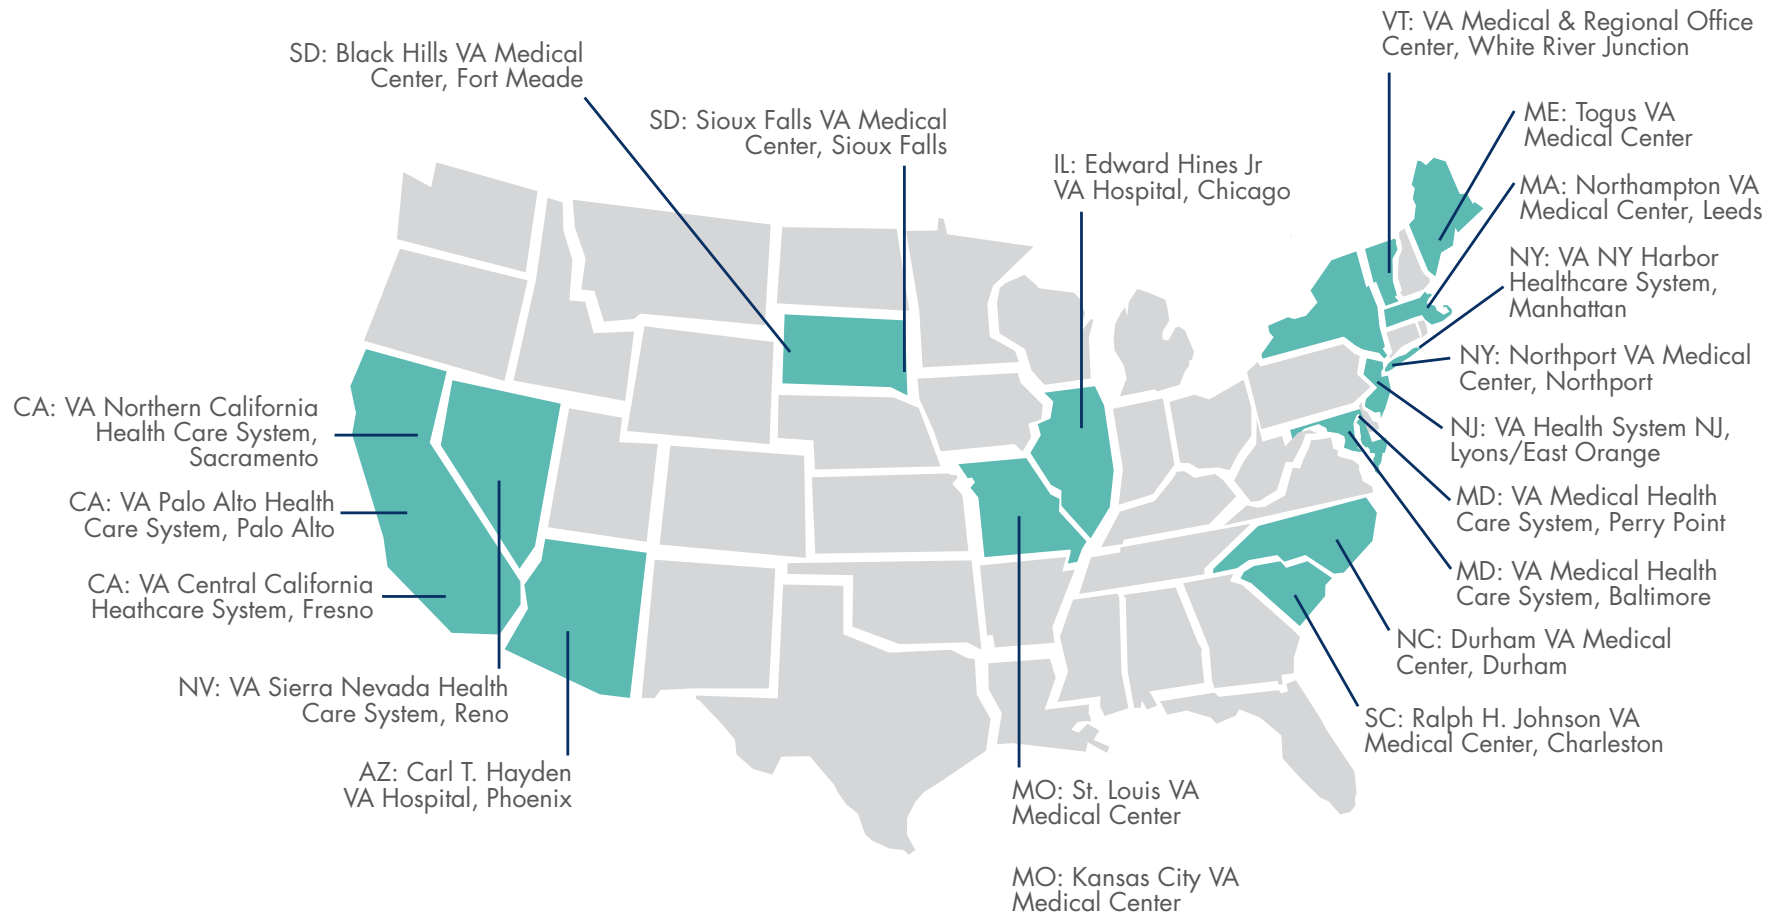 VT: VA Medical & Regional Office
Center, White River Junction
SD: Black Hills VA Medical
Center, Fort Meade
SD: Sioux Falls VA Medical
Center, Sioux Falls
ME: Togus VA
Medical Center
IL: Edward Hines Jr
VA Hospital, Chicago
MA: Northampton VA
Medical Center, Leeds
NY: VA NY Harbor
Healthcare System,
Manhattan
NY: Northport VA Medical
Center, Northport
CA: VA Northern California
Health Care System,
Sacramento
NJ: VA Health System NJ,
Lyons/East Orange
CA: VA Palo Alto Health
Care System, Palo Alto
MD: VA Medical Health
Care System, Perry Point
CA: VA Central California
Heathcare System, Fresno
MD: VA Medical Health
Care System, Baltimore
NC: Durham VA Medical
Center, Durham
NV: VA Sierra Nevada Health
Care System, Reno
SC: Ralph H. Johnson VA
Medical Center, Charleston
AZ: Carl T. Hayden
VA Hospital, Phoenix
MO: St. Louis VA
Medical Center
MO: Kansas City VA
Medical Center